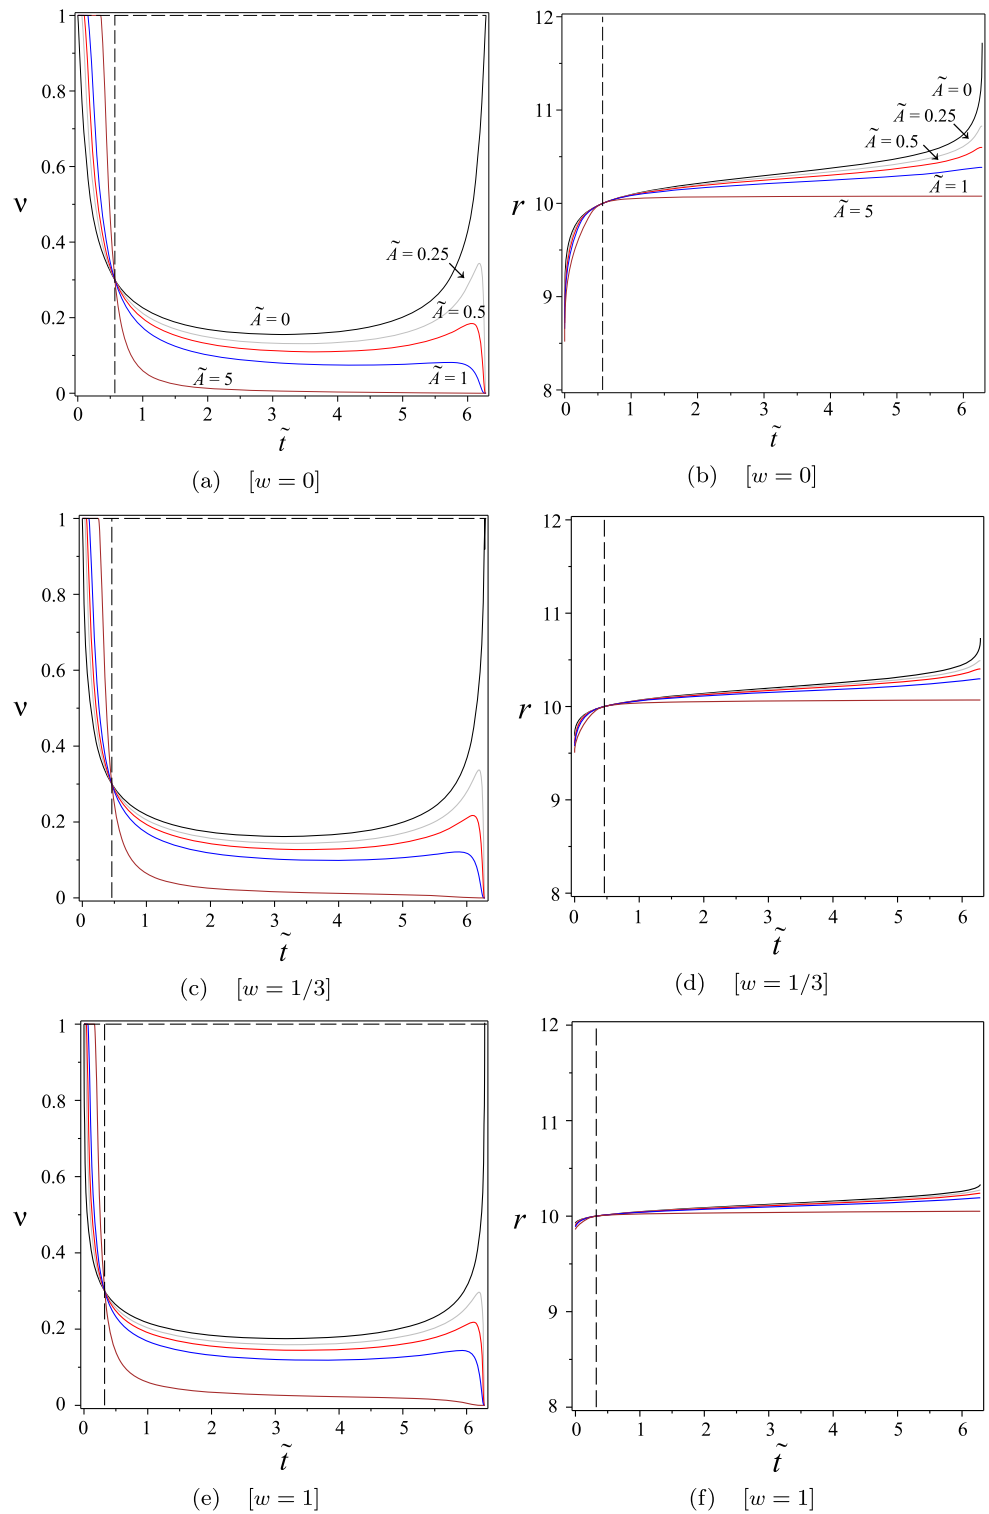 1
0.8
0.6
0.4
0.2
0
ν
Ã = 0.25
Ã = 0
Ã = 0.5
Ã = 5
Ã = 1
0 1 2 3 4 5 6
t̃
(a) [w = 0]
12
11
10
9
8
r
Ã = 0
Ã = 0.25
Ã = 0.5
Ã = 1
Ã = 5
0 1 2 3 4 5 6
t̃
(b) [w = 0]
1
0.8
0.6
0.4
0.2
0
ν
0 1 2 3 4 5 6
t̃
(c) [w = 1/3]
12
11
10
9
8
r
0 1 2 3 4 5 6
t̃
(d) [w = 1/3]
1
0.8
0.6
0.4
0.2
0
ν
0 1 2 3 4 5 6
t̃
(e) [w = 1]
12
11
10
9
8
r
0 1 2 3 4 5 6
t̃
(f) [w = 1]